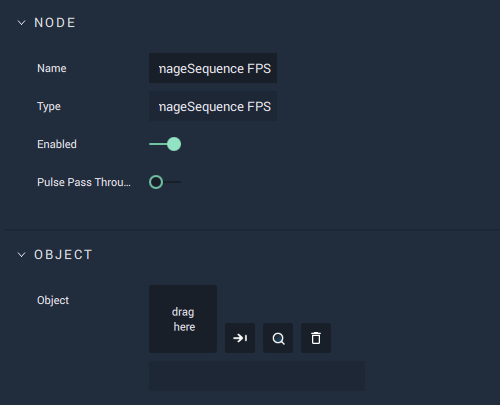 NODE
Name
nageSequence FPS
Type
nageSequence FPS
Enabled
Pulse Pass Throu...
OBJECT
Object
drag
here